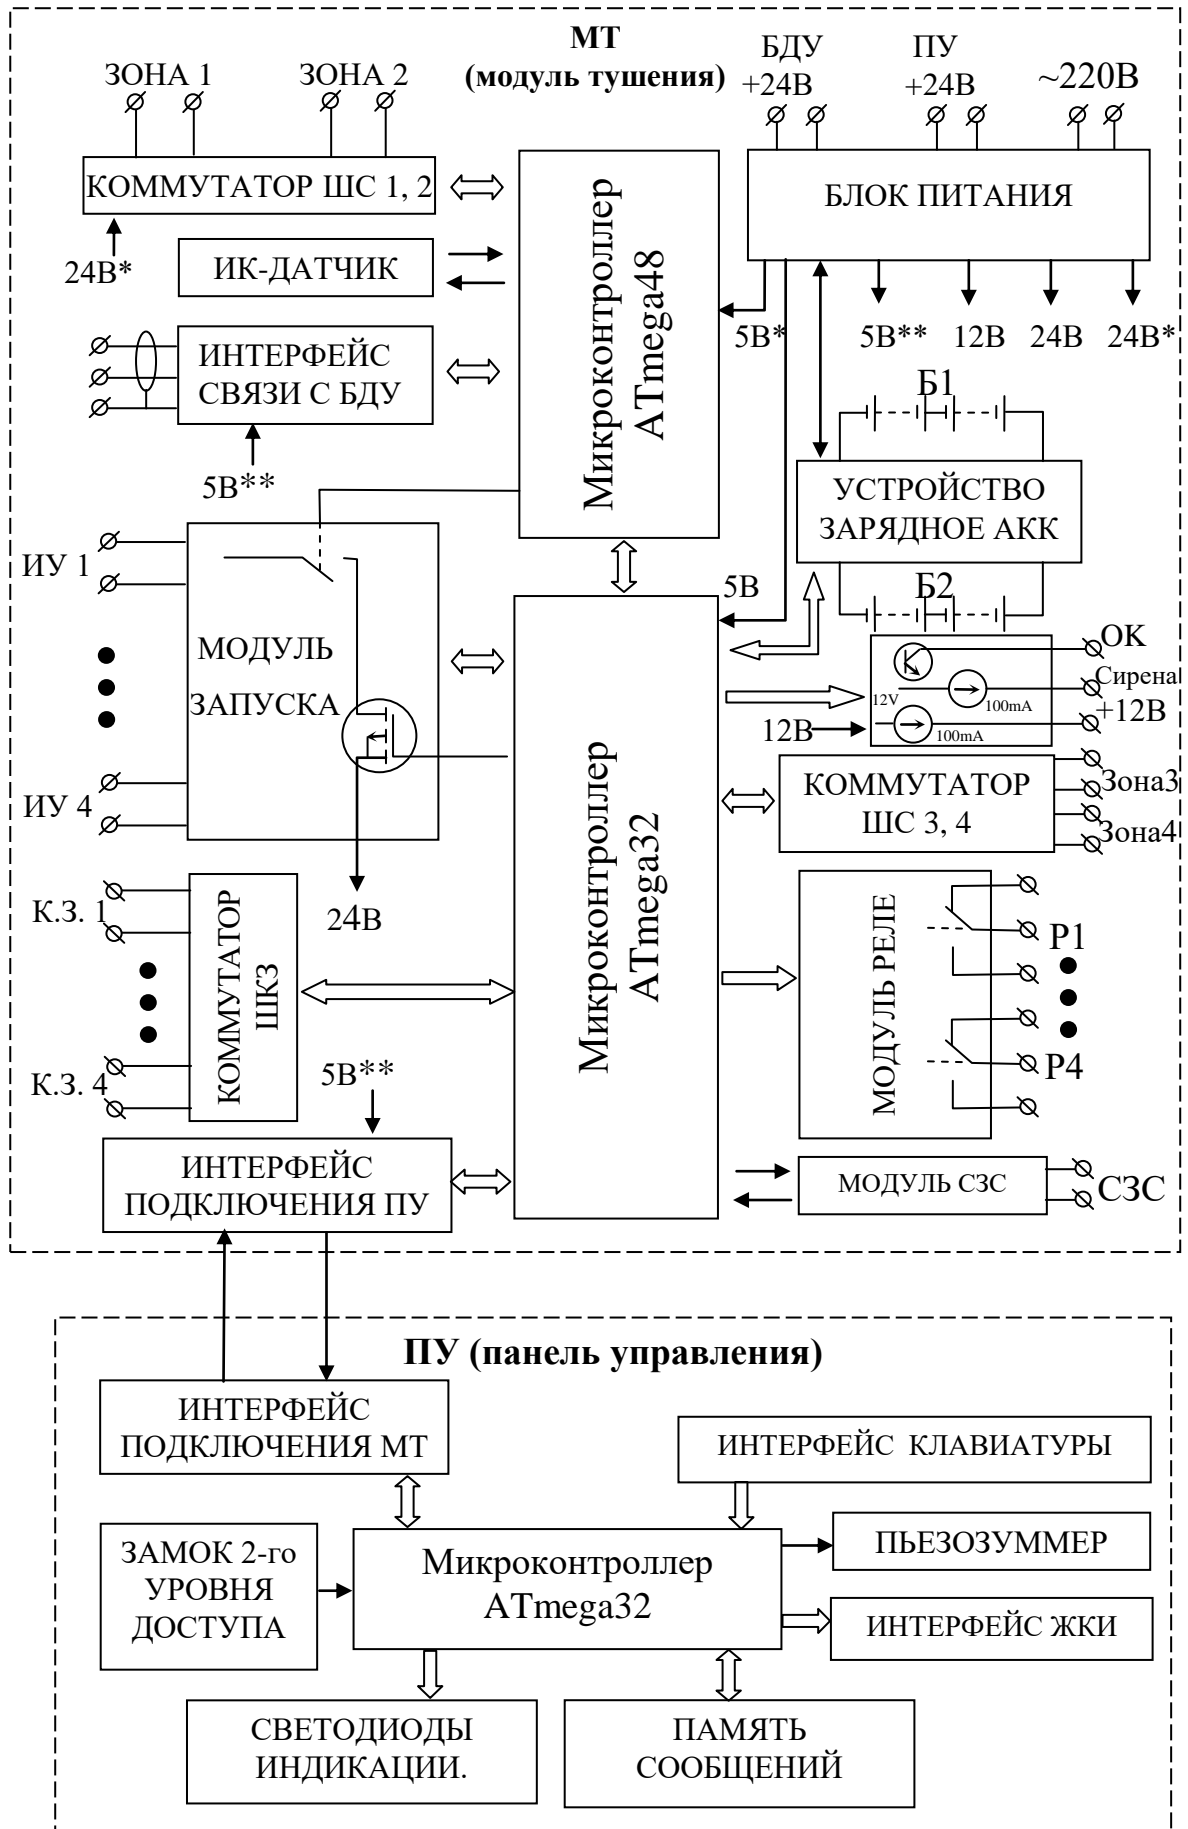 МТ
(модуль тушения)
ЗОНА 1
ЗОНА 2
БДУ
+24В
ПУ
+24В
~220В
КОММУТАТОР ШС 1, 2
24В*
ИК-ДАТЧИК
ИНТЕРФЕЙС
СВЯЗИ С БДУ
5В**
Микроконтроллер
ATmega48
БЛОК ПИТАНИЯ
5В*
5В**
12В
24В
24В*
Б1
УСТРОЙСТВО
ЗАРЯДНОЕ АКК
Б2
5В
ИУ 1
ИУ 4
МОДУЛЬ
ЗАПУСКА
24В
Микроконтроллер
ATmega32
ОК
Сирена
+12В
12V
100mA
100mA
12В
КОММУТАТОР
ШС 3, 4
Зона3
Зона4
К.З. 1
К.З. 4
КОММУТАТОР
ШКЗ
МОДУЛЬ РЕЛЕ
Р1
Р4
5В**
ИНТЕРФЕЙС
ПОДКЛЮЧЕНИЯ ПУ
МОДУЛЬ СЗС
СЗС
ПУ (панель управления)
ИНТЕРФЕЙС
ПОДКЛЮЧЕНИЯ МТ
ИНТЕРФЕЙС КЛАВИАТУРЫ
ЗАМОК 2-го
УРОВНЯ
ДОСТУПА
Микроконтроллер
ATmega32
ПЬЕЗОЗУММЕР
ИНТЕРФЕЙС ЖКИ
СВЕТОДИОДЫ
ИНДИКАЦИИ.
ПАМЯТЬ
СООБЩЕНИЙ